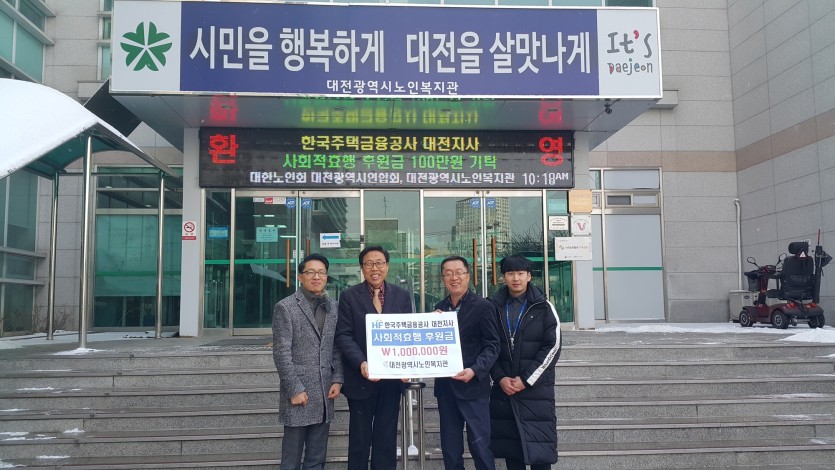 시민을 행복하게 대전을 살맛나게
It's Daejeon
대전광역시노인복지관
환 영
한국주택금융공사 대전지사
사회적효행 후원금 100만원 기탁
대한노인회 대전광역시연합회, 대전광역시노인복지관 10:18AM
HF 한국주택금융공사 대전지사
사회적효행 후원금
₩1,000,000원
대전광역시노인복지관